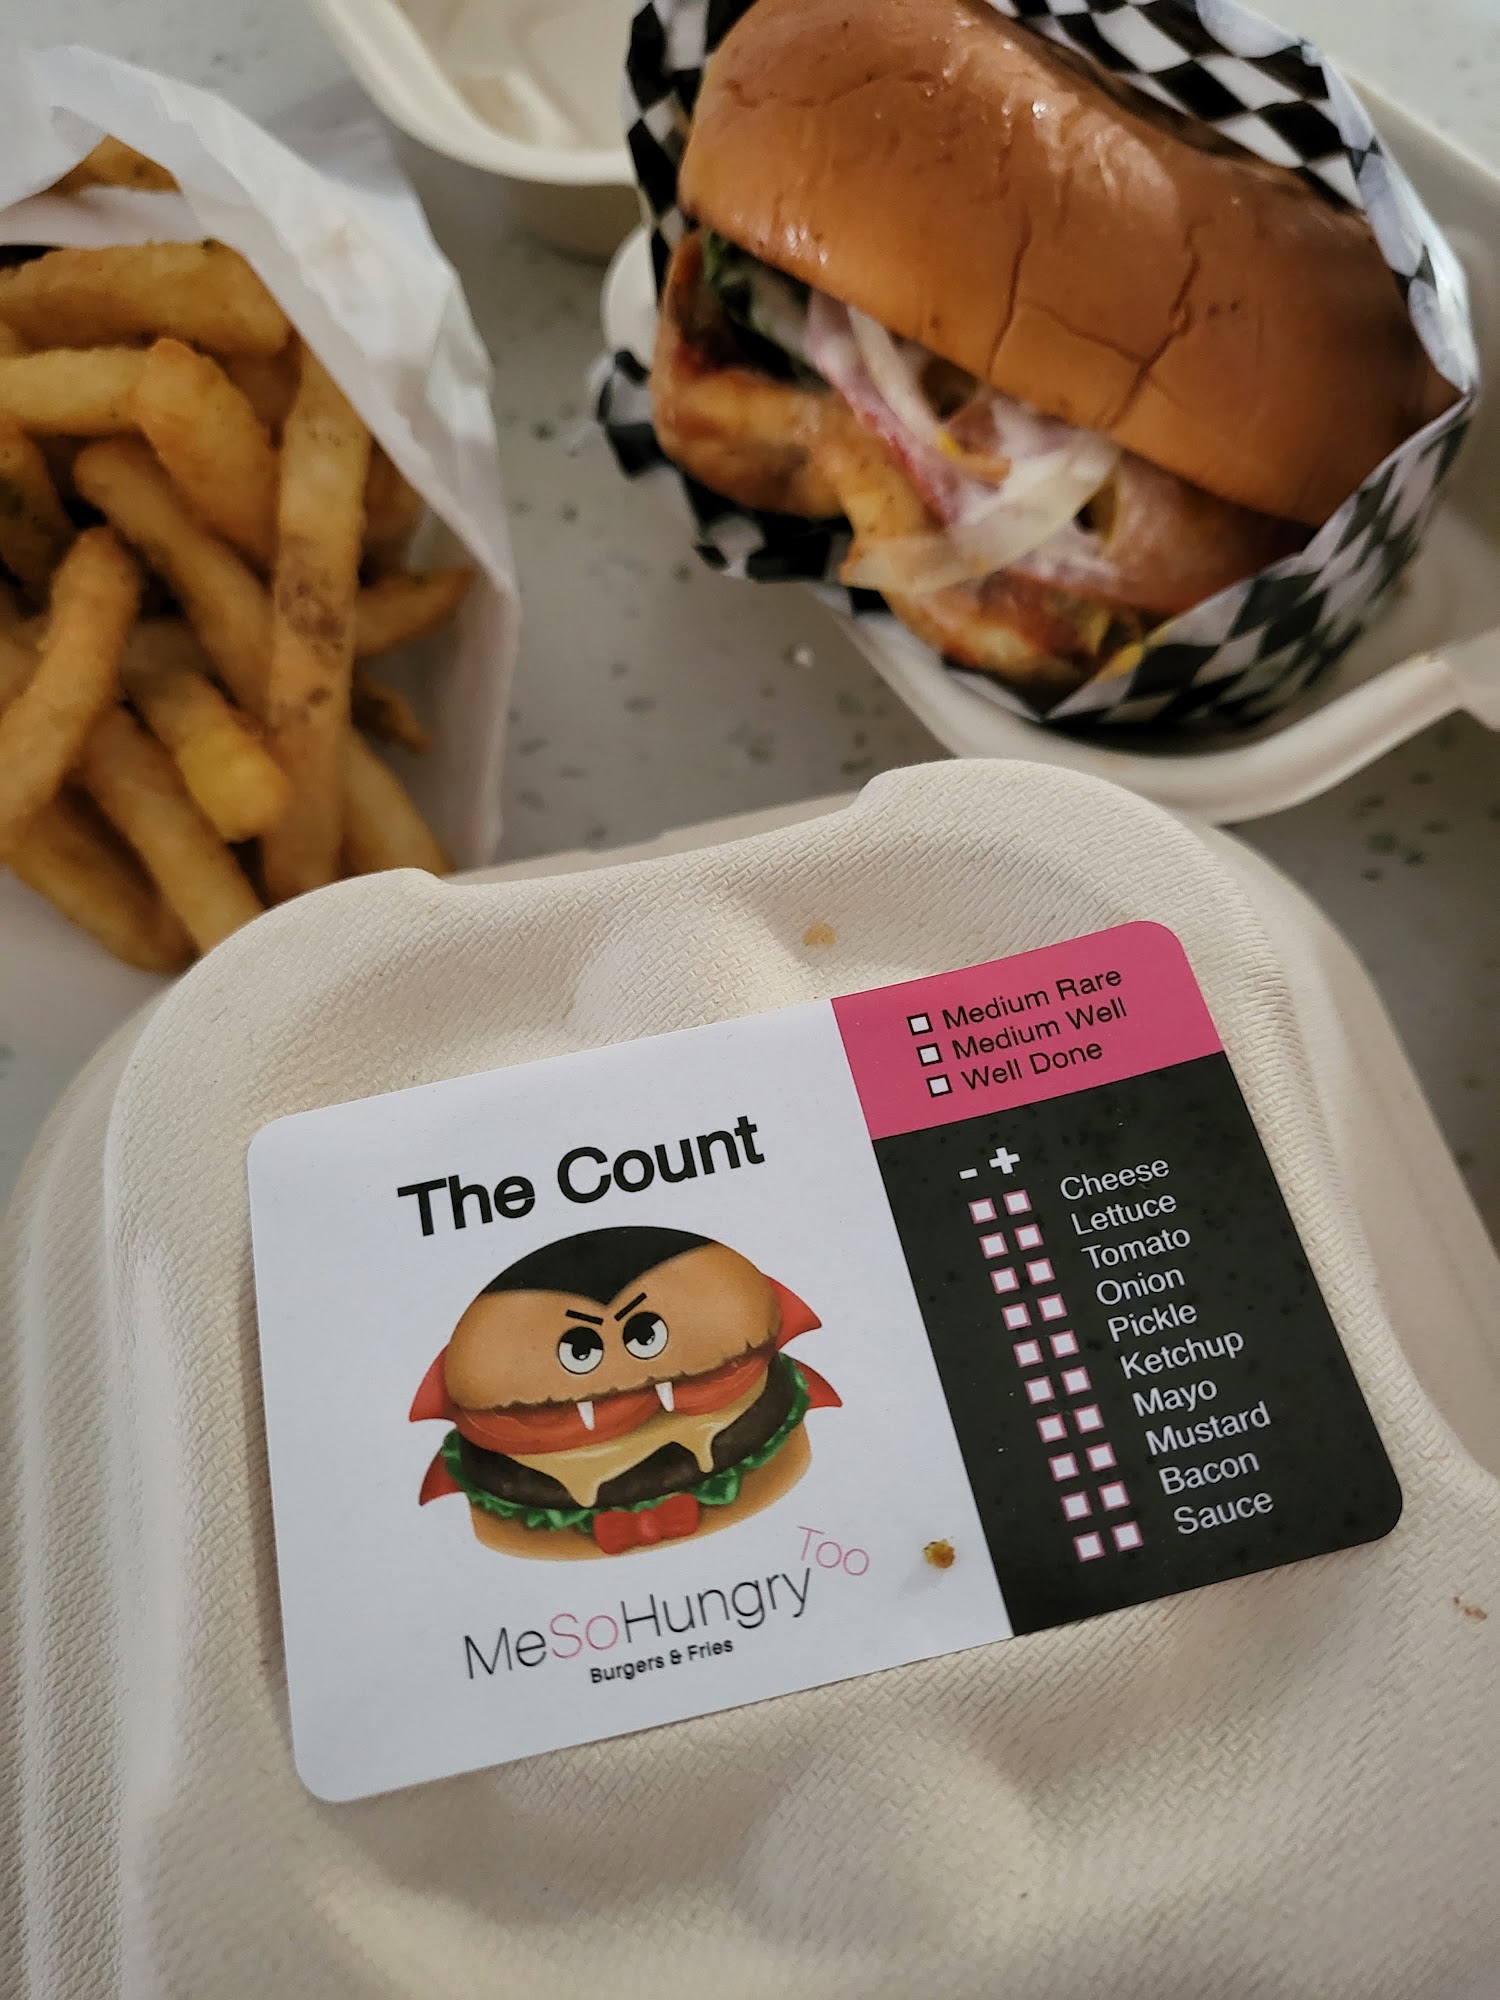 The Count
MeSoHungry Too
Burgers & Fries
Medium Rare
Medium Well
Well Done
- +
Cheese
Lettuce
Tomato
Onion
Pickle
Ketchup
Mayo
Mustard
Bacon
Sauce